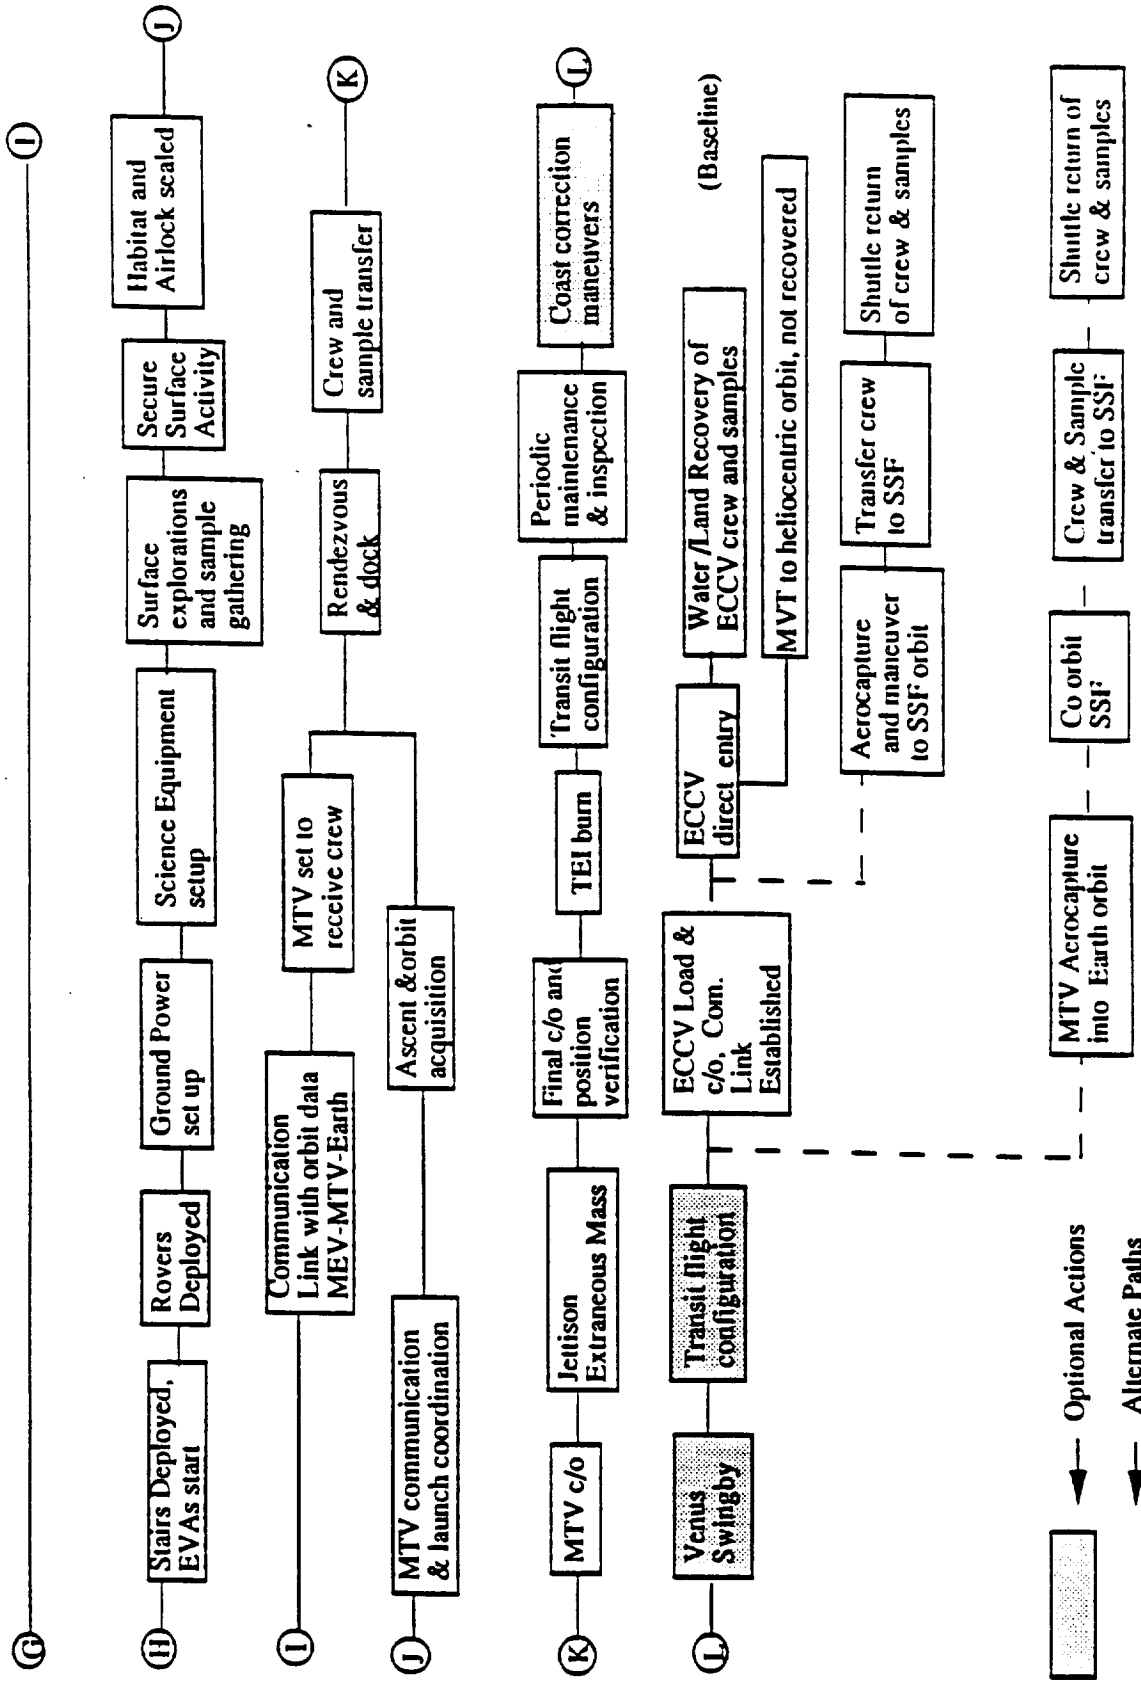 G
I
H
Stairs Deployed,
EVAs start
Rovers
Deployed
Ground Power
set up
Science Equipment
setup
Surface
explorations
and sample
gathering
Secure
Surface
Activity
Habitat and
Airlock sealed
J
I
Communication
Link with orbit data
MEV-MTV-Earth
MTV set to
receive crew
Rendezvous
& dock
Crew and
sample transfer
K
J
MTV communication
& launch coordination
Ascent &orbit
acquisition
K
MTV c/o
Jettison
Extraneous Mass
Final c/o and
position
verification
TEI burn
Transit flight
configuration
Periodic
maintenance
& inspection
Coast correction
maneuvers
L
L
Venus
Swingby
Transit flight
configuration
ECCV Load &
c/o, Com.
Link
Established
ECCV
direct entry
Water /Land Recovery of
ECCV crew and samples
(Baseline)
MVT to heliocentric orbit, not recovered
Aerocapture
and maneuver
to SSF orbit
Transfer crew
to SSF
Shuttle return
of crew & samples
MTV Aerocapture
into Earth orbit
Co orbit
SSF
Crew & Sample
transfer to SSF
Shuttle return of
crew & samples
Optional Actions
Alternate Paths